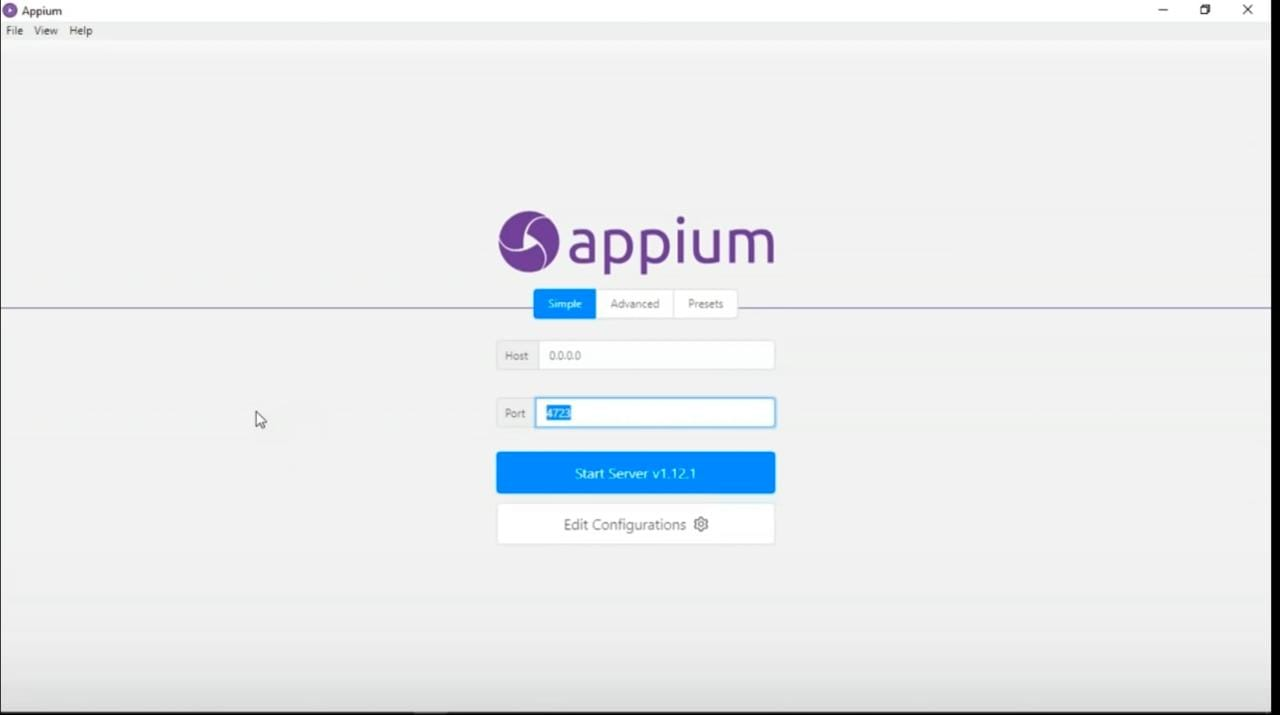 Appium
File View Help
appium
Simple Advanced Presets
Host 0.0.0.0
Port 4723
Start Server v1.12.1
Edit Configurations